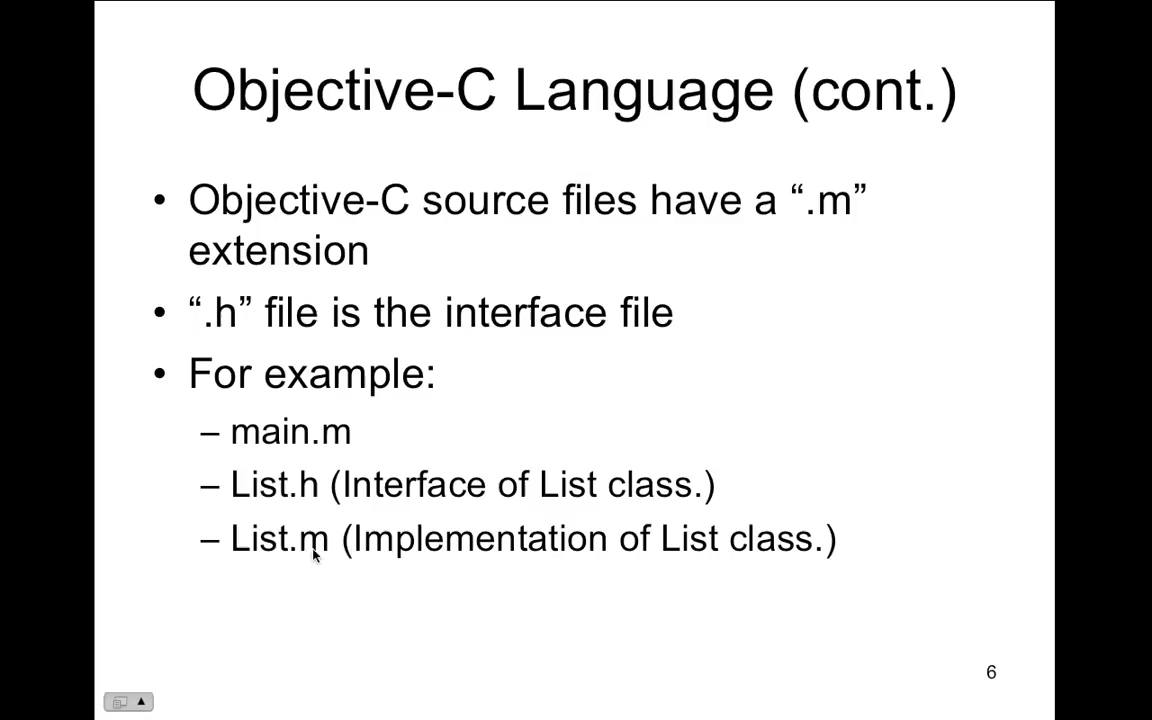 Objective-C Language (cont.)
• Objective-C source files have a “.m”
extension
• “.h” file is the interface file
• For example:
– main.m
– List.h (Interface of List class.)
– List.m (Implementation of List class.)
6